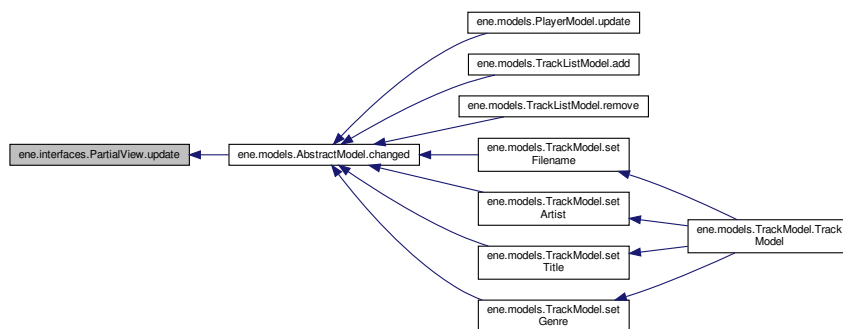 ene.models.PlayerModel.update
ene.models.TrackListModel.add
ene.models.TrackListModel.remove
ene.interfaces.PartialView.update
ene.models.AbstractModel.changed
ene.models.TrackModel.set
Filename
ene.models.TrackModel.set
Artist
ene.models.TrackModel.Track
Model
ene.models.TrackModel.set
Title
ene.models.TrackModel.set
Genre